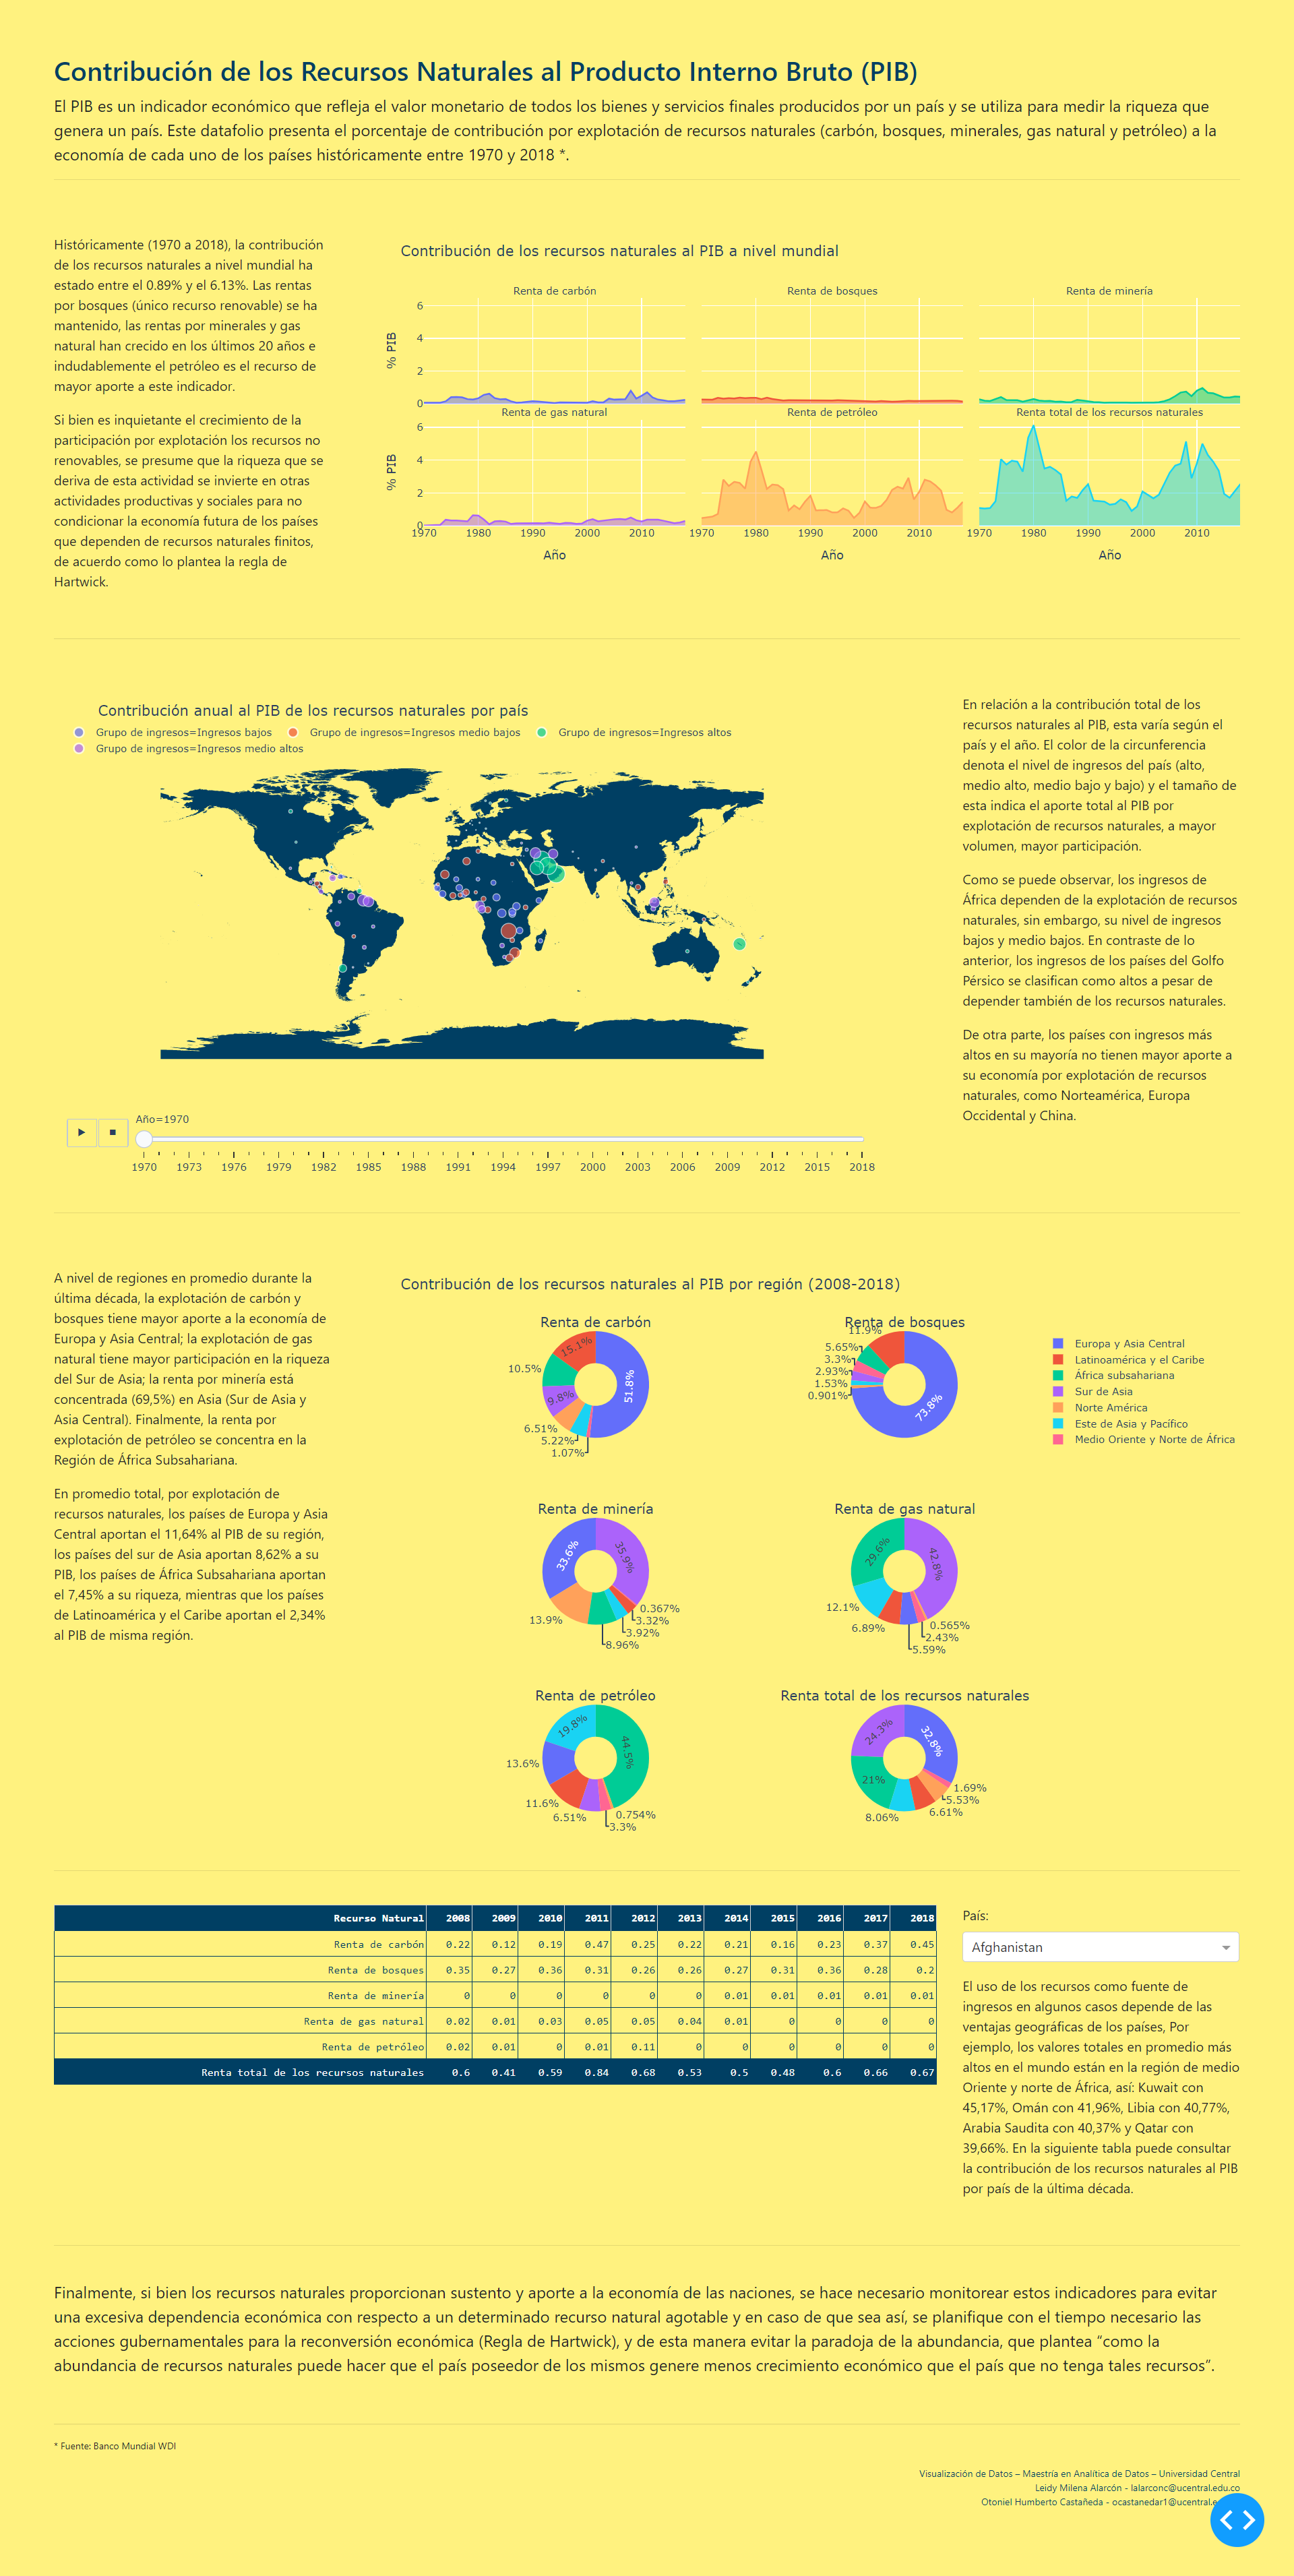 Contribución de los Recursos Naturales al Producto Interno Bruto (PIB)
El PIB es un indicador económico que refleja el valor monetario de todos los bienes y servicios finales producidos por un país y se utiliza para medir la riqueza que
genera un país. Este datafolio presenta el porcentaje de contribución por explotación de recursos naturales (carbón, bosques, minerales, gas natural y petróleo) a la
economía de cada uno de los países históricamente entre 1970 y 2018 *.
Históricamente (1970 a 2018), la contribución
de los recursos naturales a nivel mundial ha
estado entre el 0.89% y el 6.13%. Las rentas
por bosques (único recurso renovable) se ha
mantenido, las rentas por minerales y gas
natural han crecido en los últimos 20 años e
indudablemente el petróleo es el recurso de
mayor aporte a este indicador.
Si bien es inquietante el crecimiento de la
participación por explotación los recursos no
renovables, se presume que la riqueza que se
deriva de esta actividad se invierte en otras
actividades productivas y sociales para no
condicionar la economía futura de los países
que dependen de recursos naturales finitos,
de acuerdo como lo plantea la regla de
Hartwick.
Contribución de los recursos naturales al PIB a nivel mundial
Renta de carbón Renta de bosques Renta de minería
6
4
2
0
% PIB
Renta de gas natural Renta de petróleo Renta total de los recursos naturales
6
4
2
0
% PIB
1970 1980 1990 2000 2010 1970 1980 1990 2000 2010 1970 1980 1990 2000 2010
Año Año Año
Contribución anual al PIB de los recursos naturales por país
Grupo de ingresos=Ingresos bajos Grupo de ingresos=Ingresos medio bajos Grupo de ingresos=Ingresos altos
Grupo de ingresos=Ingresos medio altos
Año=1970
1970 1973 1976 1979 1982 1985 1988 1991 1994 1997 2000 2003 2006 2009 2012 2015 2018
En relación a la contribución total de los
recursos naturales al PIB, esta varía según el
país y el año. El color de la circunferencia
denota el nivel de ingresos del país (alto,
medio alto, medio bajo y bajo) y el tamaño de
esta indica el aporte total al PIB por
explotación de recursos naturales, a mayor
volumen, mayor participación.
Como se puede observar, los ingresos de
África dependen de la explotación de recursos
naturales, sin embargo, su nivel de ingresos
bajos y medio bajos. En contraste de lo
anterior, los ingresos de los países del Golfo
Pérsico se clasifican como altos a pesar de
depender también de los recursos naturales.
De otra parte, los países con ingresos más
altos en su mayoría no tienen mayor aporte a
su economía por explotación de recursos
naturales, como Norteamérica, Europa
Occidental y China.
A nivel de regiones en promedio durante la
última década, la explotación de carbón y
bosques tiene mayor aporte a la economía de
Europa y Asia Central; la explotación de gas
natural tiene mayor participación en la riqueza
del Sur de Asia; la renta por minería está
concentrada (69,5%) en Asia (Sur de Asia y
Asia Central). Finalmente, la renta por
explotación de petróleo se concentra en la
Región de África Subsahariana.
En promedio total, por explotación de
recursos naturales, los países de Europa y Asia
Central aportan el 11,64% al PIB de su región,
los países del sur de Asia aportan 8,62% a su
PIB, los países de África Subsahariana aportan
el 7,45% a su riqueza, mientras que los países
de Latinoamérica y el Caribe aportan el 2,34%
al PIB de misma región.
Contribución de los recursos naturales al PIB por región (2008-2018)
Renta de carbón
51.8%
15.1%
10.5%
9.8%
6.51%
5.22%
1.07%
Renta de bosques
73.8%
11.9%
5.65%
3.3%
2.93%
1.53%
0.901%
Europa y Asia Central
Latinoamérica y el Caribe
África subsahariana
Sur de Asia
Norte América
Este de Asia y Pacífico
Medio Oriente y Norte de África
Renta de minería
35.9%
33.6%
13.9%
8.96%
3.92%
3.32%
0.367%
Renta de gas natural
42.8%
29.6%
12.1%
6.89%
5.59%
2.43%
0.565%
Renta de petróleo
44.5%
19.8%
13.6%
11.6%
6.51%
3.3%
0.754%
Renta total de los recursos naturales
32.8%
24.3%
21%
8.06%
6.61%
5.53%
1.69%
Recurso Natural 2008 2009 2010 2011 2012 2013 2014 2015 2016 2017 2018
Renta de carbón 0.22 0.12 0.19 0.47 0.25 0.22 0.21 0.16 0.23 0.37 0.45
Renta de bosques 0.35 0.27 0.36 0.31 0.26 0.26 0.27 0.31 0.36 0.28 0.2
Renta de minería 0 0 0 0 0 0 0.01 0.01 0.01 0.01 0.01
Renta de gas natural 0.02 0.01 0.03 0.05 0.05 0.04 0.01 0 0 0 0
Renta de petróleo 0.02 0.01 0 0.01 0.11 0 0 0 0 0 0
Renta total de los recursos naturales 0.6 0.41 0.59 0.84 0.68 0.53 0.5 0.48 0.6 0.66 0.67
País:
Afghanistan
El uso de los recursos como fuente de
ingresos en algunos casos depende de las
ventajas geográficas de los países, Por
ejemplo, los valores totales en promedio más
altos en el mundo están en la región de medio
Oriente y norte de África, así: Kuwait con
45,17%, Omán con 41,96%, Libia con 40,77%,
Arabia Saudita con 40,37% y Qatar con
39,66%. En la siguiente tabla puede consultar
la contribución de los recursos naturales al PIB
por país de la última década.
Finalmente, si bien los recursos naturales proporcionan sustento y aporte a la economía de las naciones, se hace necesario monitorear estos indicadores para evitar
una excesiva dependencia económica con respecto a un determinado recurso natural agotable y en caso de que sea así, se planifique con el tiempo necesario las
acciones gubernamentales para la reconversión económica (Regla de Hartwick), y de esta manera evitar la paradoja de la abundancia, que plantea “como la
abundancia de recursos naturales puede hacer que el país poseedor de los mismos genere menos crecimiento económico que el país que no tenga tales recursos”.
* Fuente: Banco Mundial WDI
Visualización de Datos – Maestría en Analítica de Datos – Universidad Central
Leidy Milena Alarcón - lalarconc@ucentral.edu.co
Otoniel Humberto Castañeda - ocastanedar1@ucentral.e